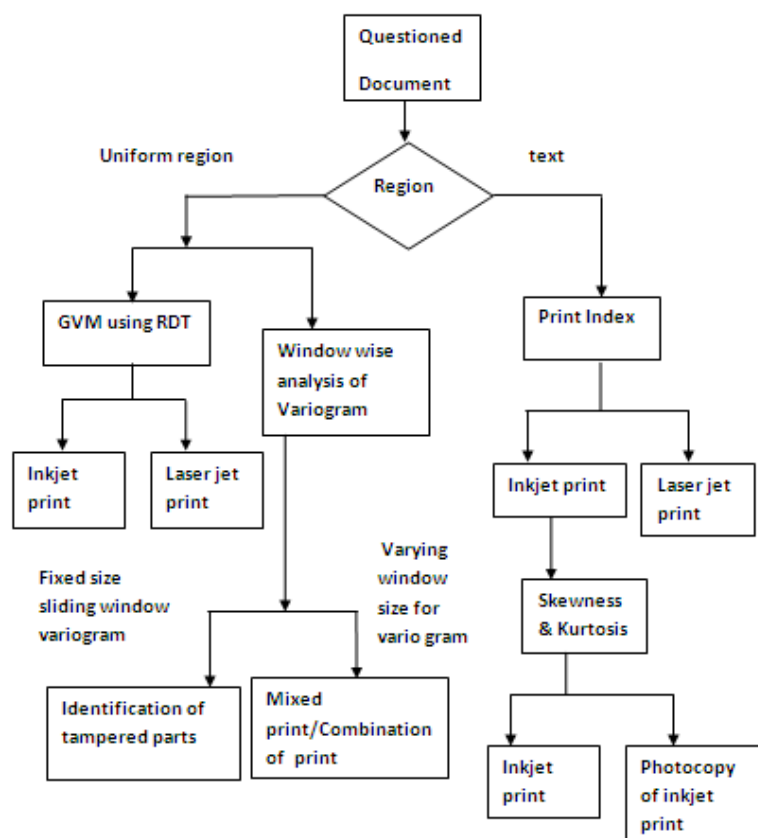 Questioned
Document
Uniform region
text
Region
GVM using RDT
Print Index
Window wise
analysis of
Variogram
Inkjet
print
Laser jet
print
Inkjet print
Laser jet
print
Fixed size
sliding window
variogram
Varying
window
size for
vario gram
Skewness
& Kurtosis
Identification of
tampered parts
Mixed
print/Combination
of print
Inkjet
print
Photocopy
of inkjet
print